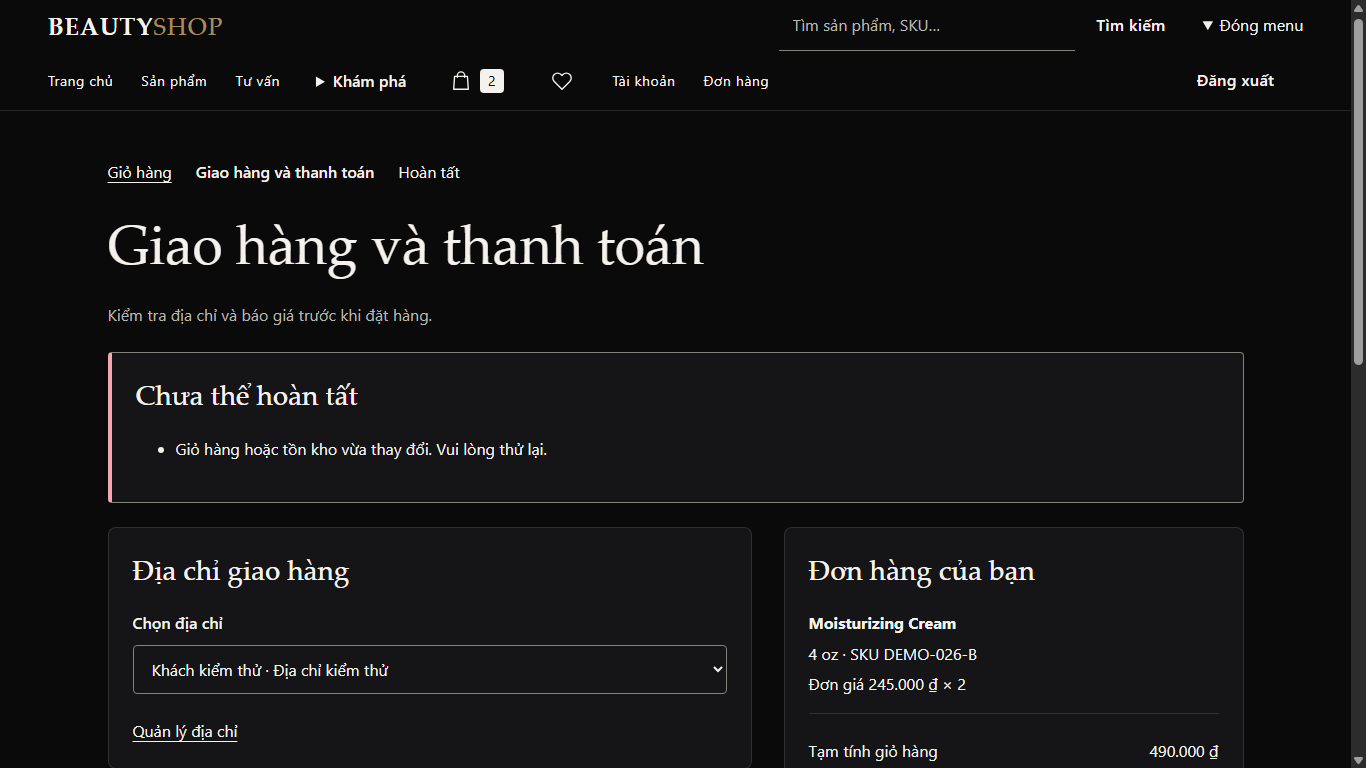 BEAUTYSHOP
Tìm sản phẩm, SKU...
Tìm kiếm
▼ Đóng menu
Trang chủ
Sản phẩm
Tư vấn
▶ Khám phá
2
Tài khoản
Đơn hàng
Đăng xuất
Giỏ hàng
Giao hàng và thanh toán
Hoàn tất
Giao hàng và thanh toán
Kiểm tra địa chỉ và báo giá trước khi đặt hàng.
Chưa thể hoàn tất
• Giỏ hàng hoặc tồn kho vừa thay đổi. Vui lòng thử lại.
Địa chỉ giao hàng
Chọn địa chỉ
Khách kiểm thử · Địa chỉ kiểm thử
Quản lý địa chỉ
Đơn hàng của bạn
Moisturizing Cream
4 oz · SKU DEMO-026-B
Đơn giá 245.000 ₫ × 2
Tạm tính giỏ hàng
490.000 ₫